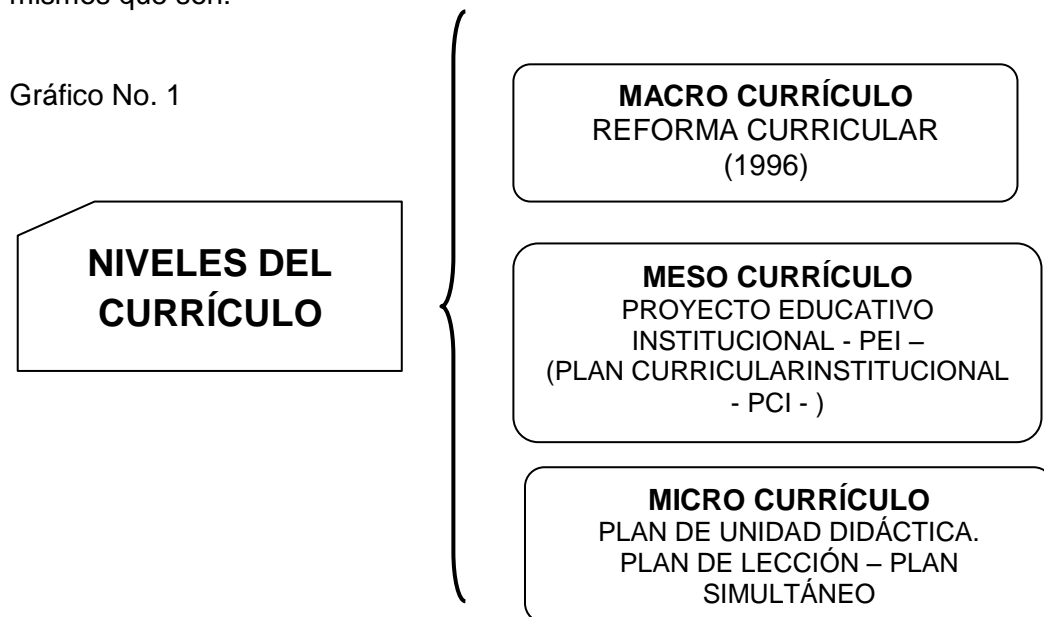 mismos que son:
Gráfico No. 1
NIVELES DEL
CURRÍCULO
MACRO CURRÍCULO
REFORMA CURRICULAR
(1996)
MESO CURRÍCULO
PROYECTO EDUCATIVO
INSTITUCIONAL - PEI –
(PLAN CURRICULARINSTITUCIONAL
- PCI - )
MICRO CURRÍCULO
PLAN DE UNIDAD DIDÁCTICA.
PLAN DE LECCIÓN – PLAN
SIMULTÁNEO